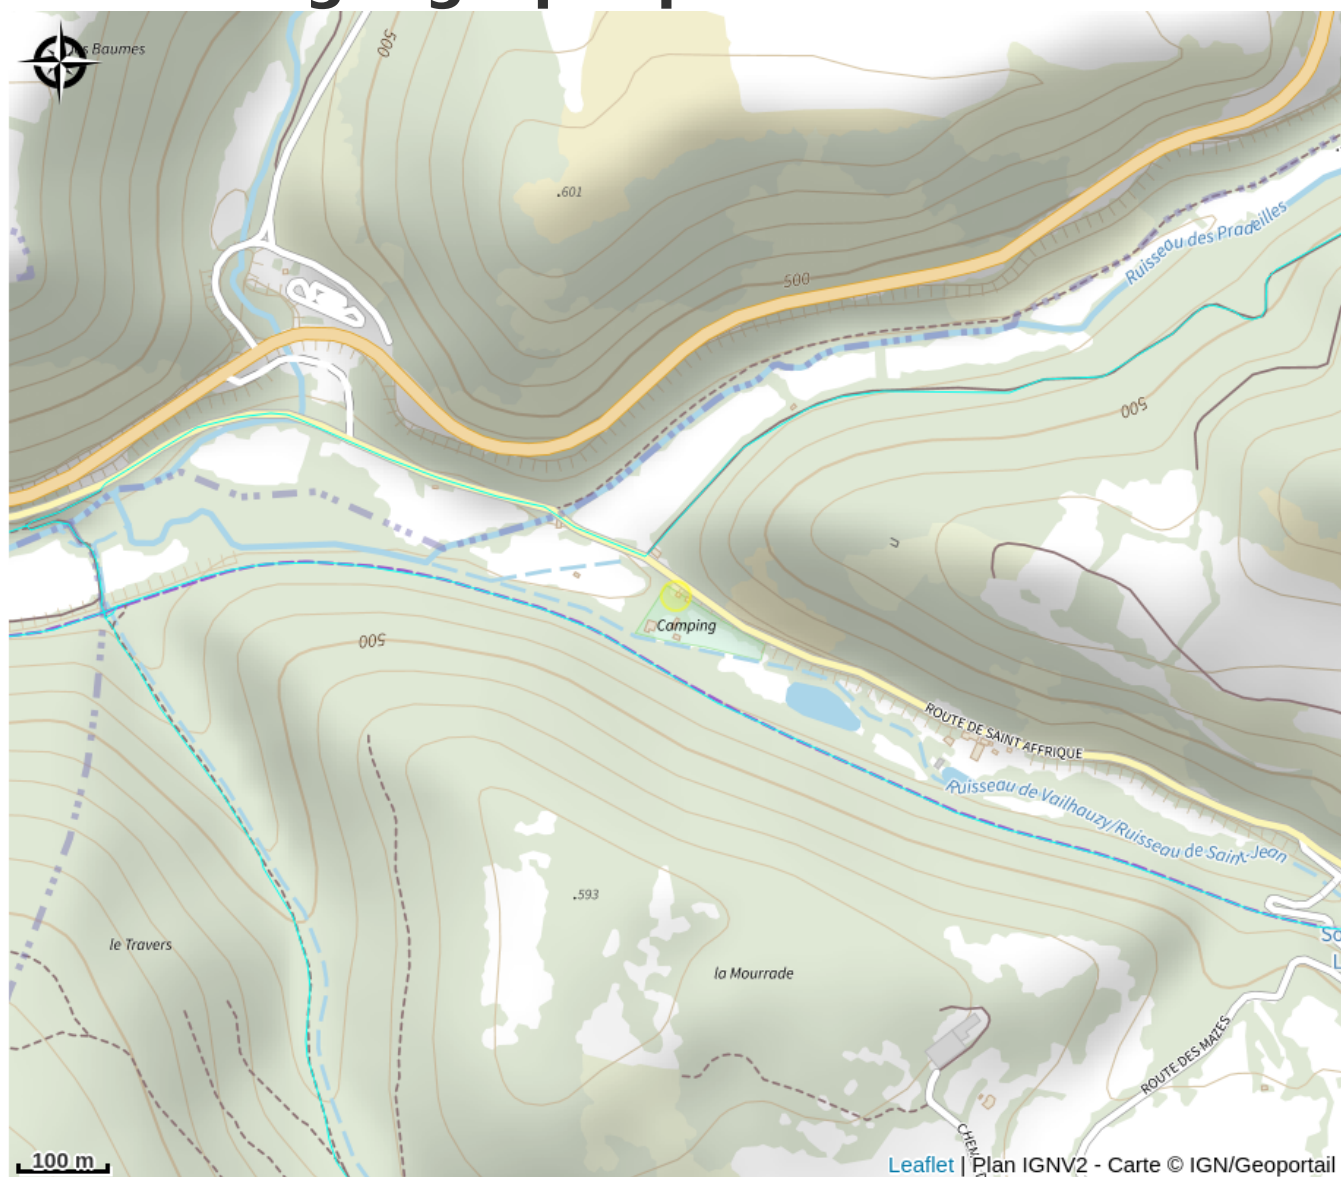 s Baumes
500
601
500
Ruisseau des Pradeilles
500
Camping
500
ROUTE DE SAINT AFFRIQUE
Ruisseau de Vailhauzy/Ruisseau de Saint-Jean
593
le Travers
la Mourrade
ROUTE DES MAZES
100 m
Leaflet | Plan IGNV2 - Carte © IGN/Geoportail